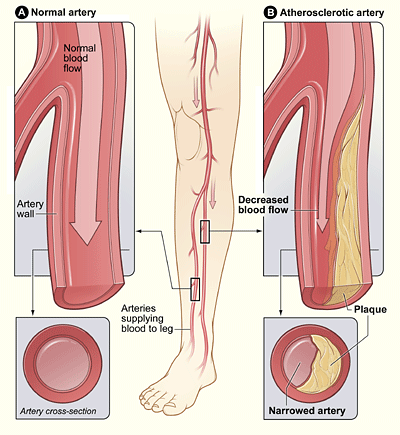 A Normal artery
Normal
blood
flow
Artery
wall
Artery cross-section
Arteries
supplying
blood to leg
B Atherosclerotic artery
Decreased
blood flow
Plaque
Narrowed artery